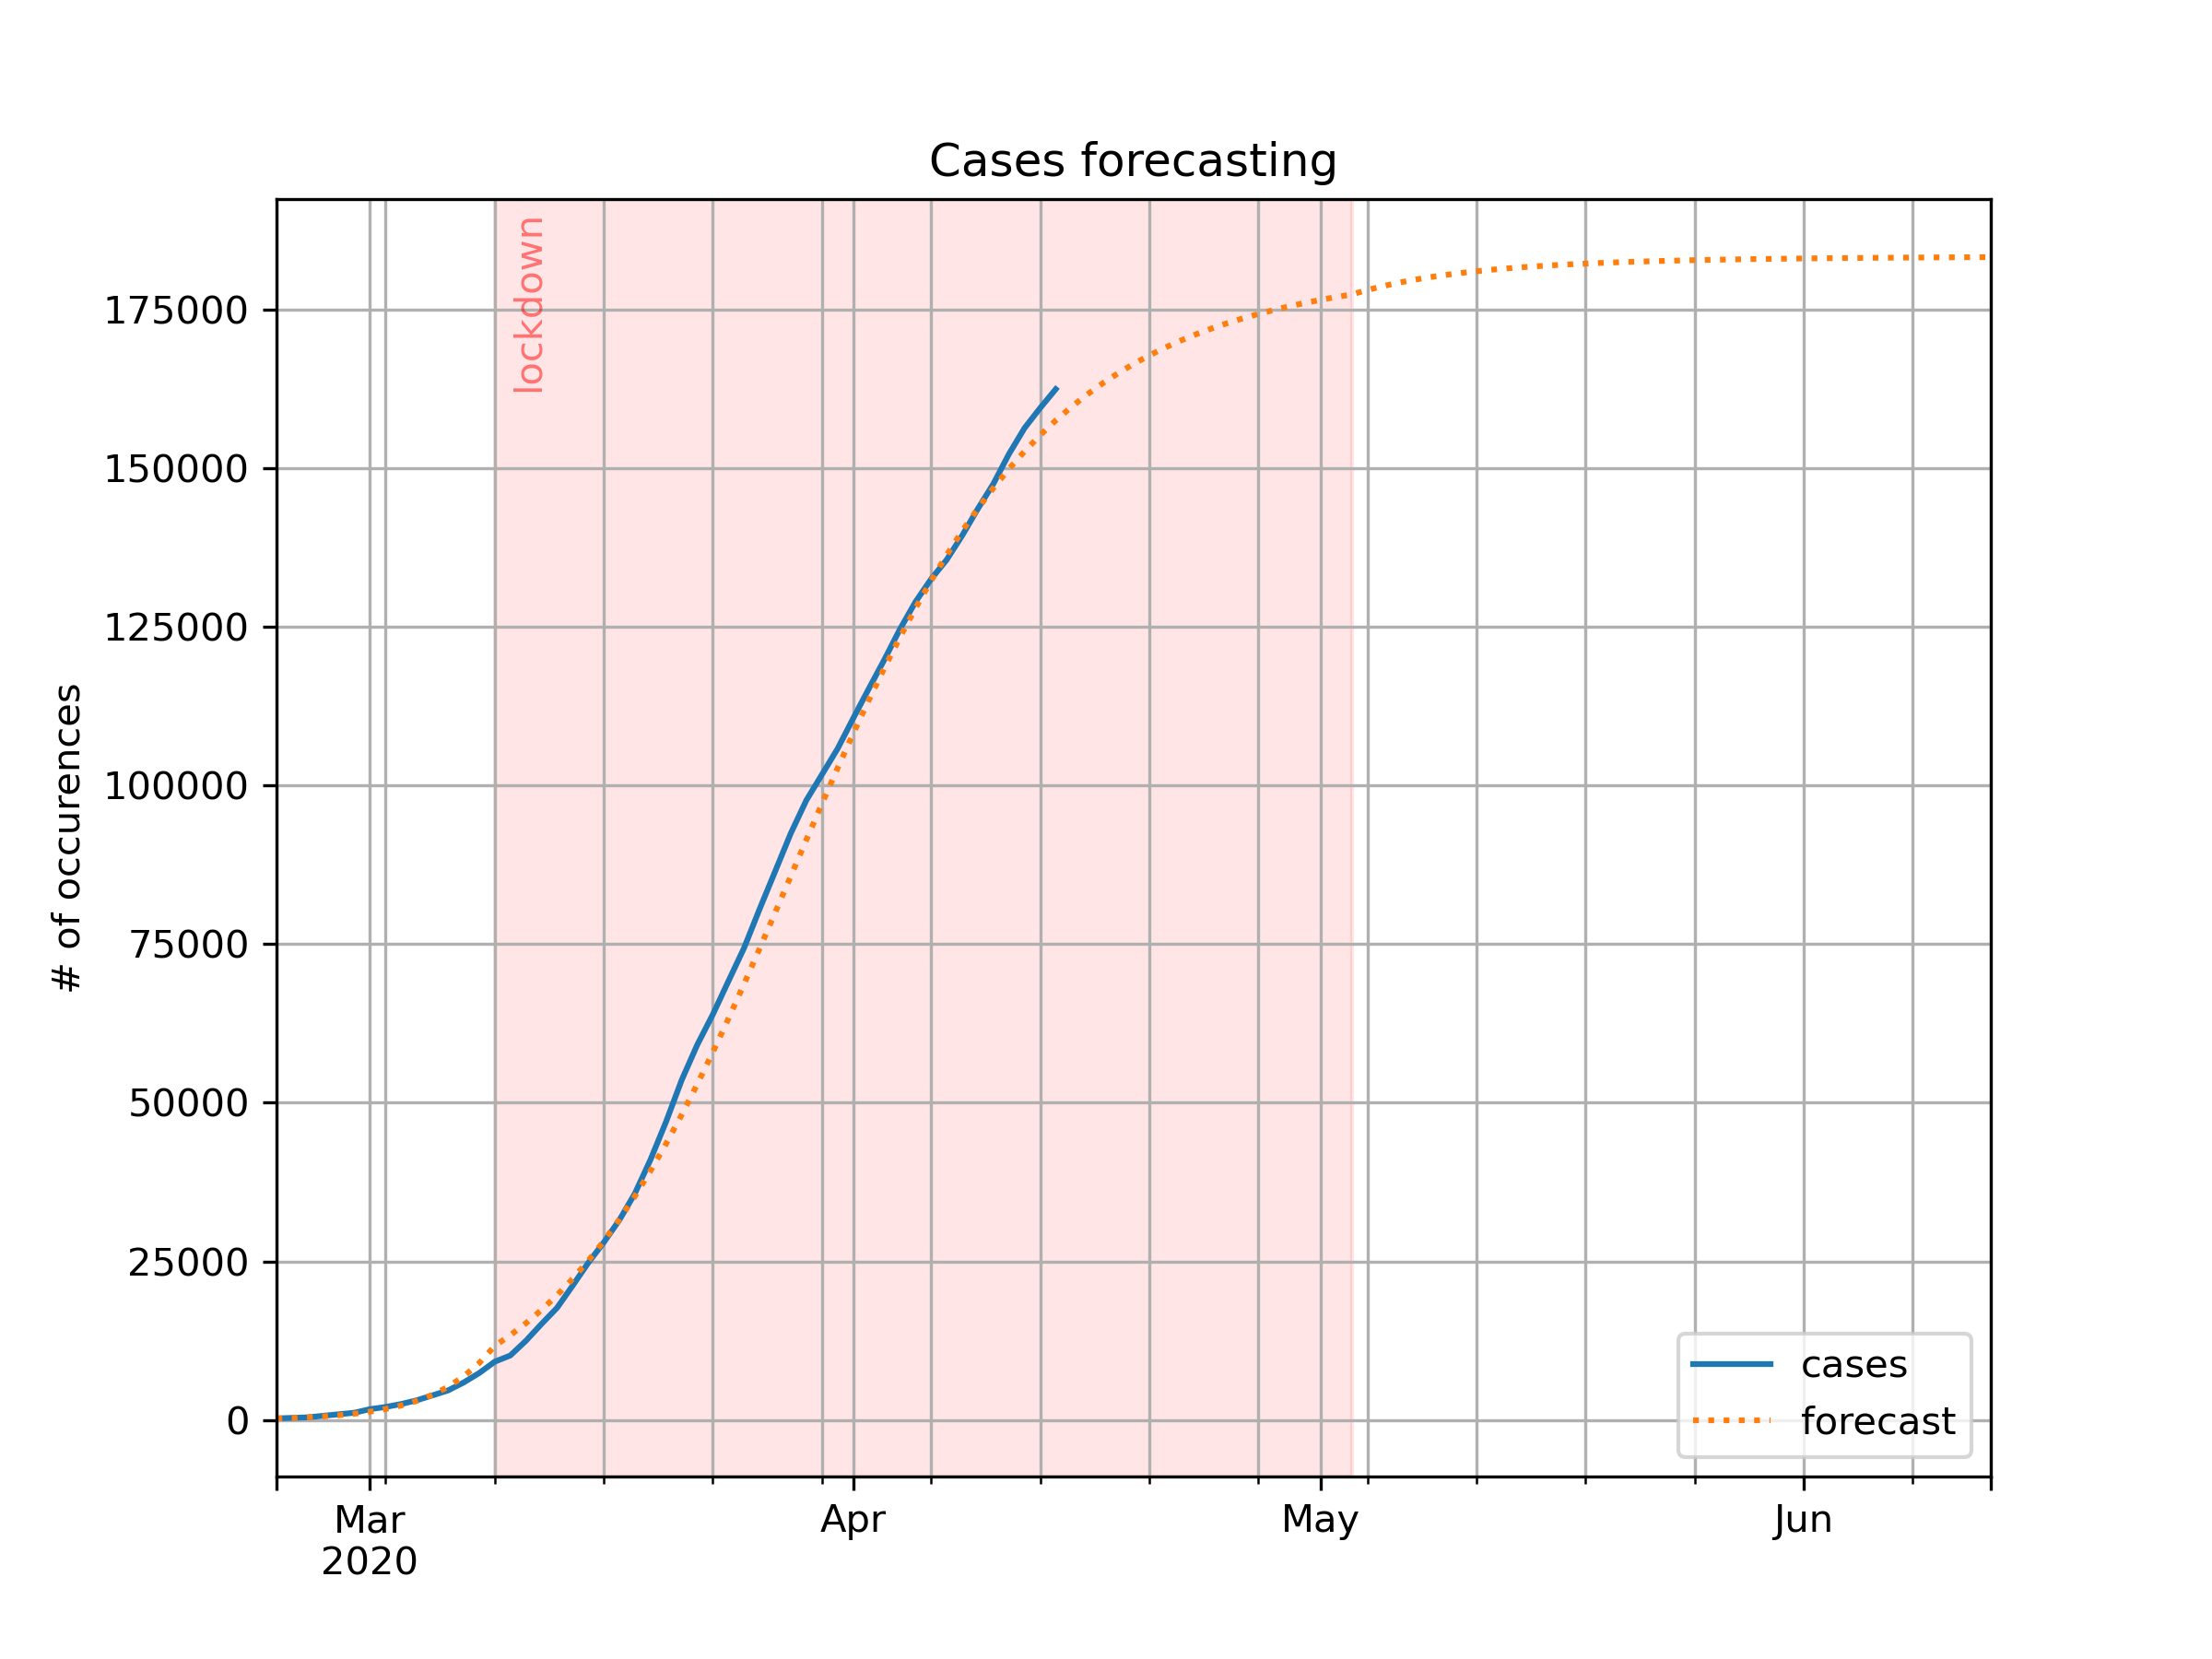 Cases forecasting
lockdown
# of occurences
175000
150000
125000
100000
75000
50000
25000
0
Mar
2020
Apr
May
Jun
cases
forecast